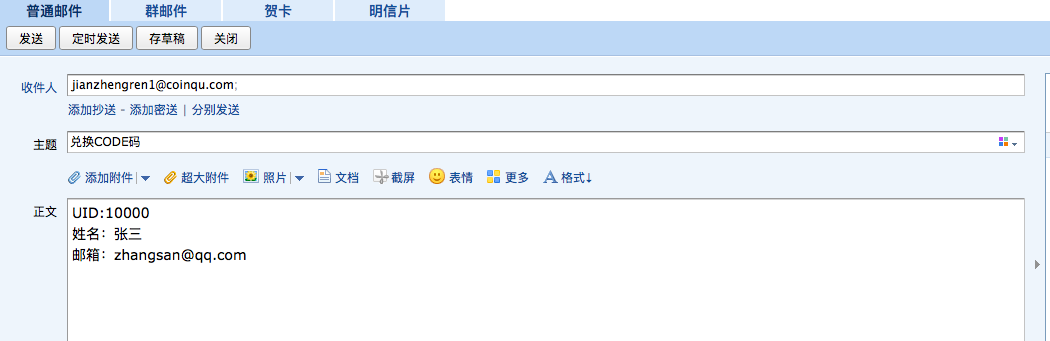 普通邮件 群邮件 贺卡 明信片
发送 定时发送 存草稿 关闭
收件人 jianzhengren1@coinqu.com;
添加抄送 - 添加密送 | 分别发送
主题 兑换CODE码
添加附件 | 超大附件 照片 | 文档 截屏 表情 更多 格式↓
正文 UID:10000
姓名：张三
邮箱：zhangsan@qq.com